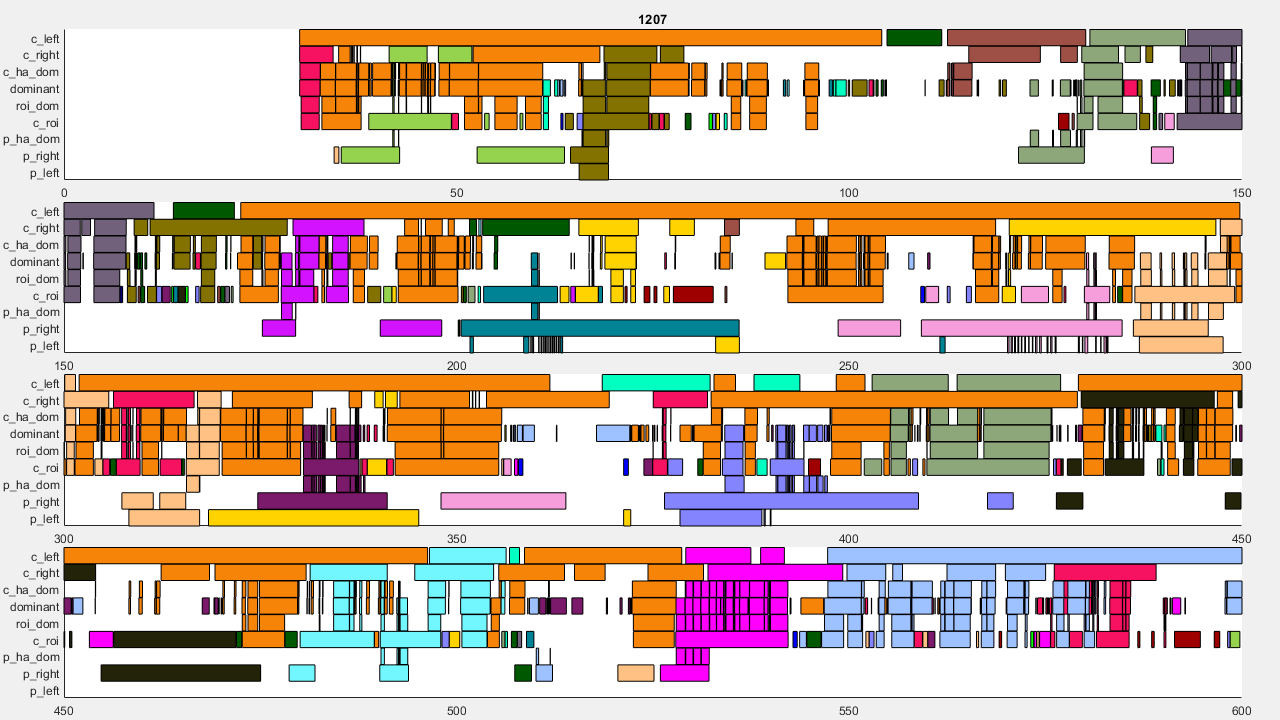 1207
c_left
c_right
c_ha_dom
dominant
roi_dom
c_roi
p_ha_dom
p_right
p_left
0 50 100 150
c_left
c_right
c_ha_dom
dominant
roi_dom
c_roi
p_ha_dom
p_right
p_left
150 200 250 300
c_left
c_right
c_ha_dom
dominant
roi_dom
c_roi
p_ha_dom
p_right
p_left
300 350 400 450
c_left
c_right
c_ha_dom
dominant
roi_dom
c_roi
p_ha_dom
p_right
p_left
450 500 550 600